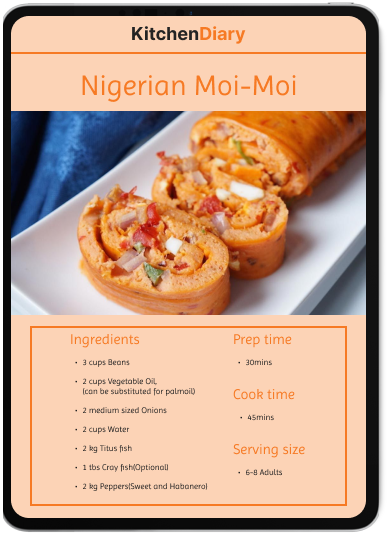 KitchenDiary
Nigerian Moi-Moi
Ingredients
• 3 cups Beans
• 2 cups Vegetable Oil,
(can be substituted for palmoil)
• 2 medium sized Onions
• 2 cups Water
• 2 kg Titus fish
• 1 tbs Cray fish(Optional)
• 2 kg Peppers(Sweet and Habanero)
Prep time
• 30mins
Cook time
• 45mins
Serving size
• 6-8 Adults